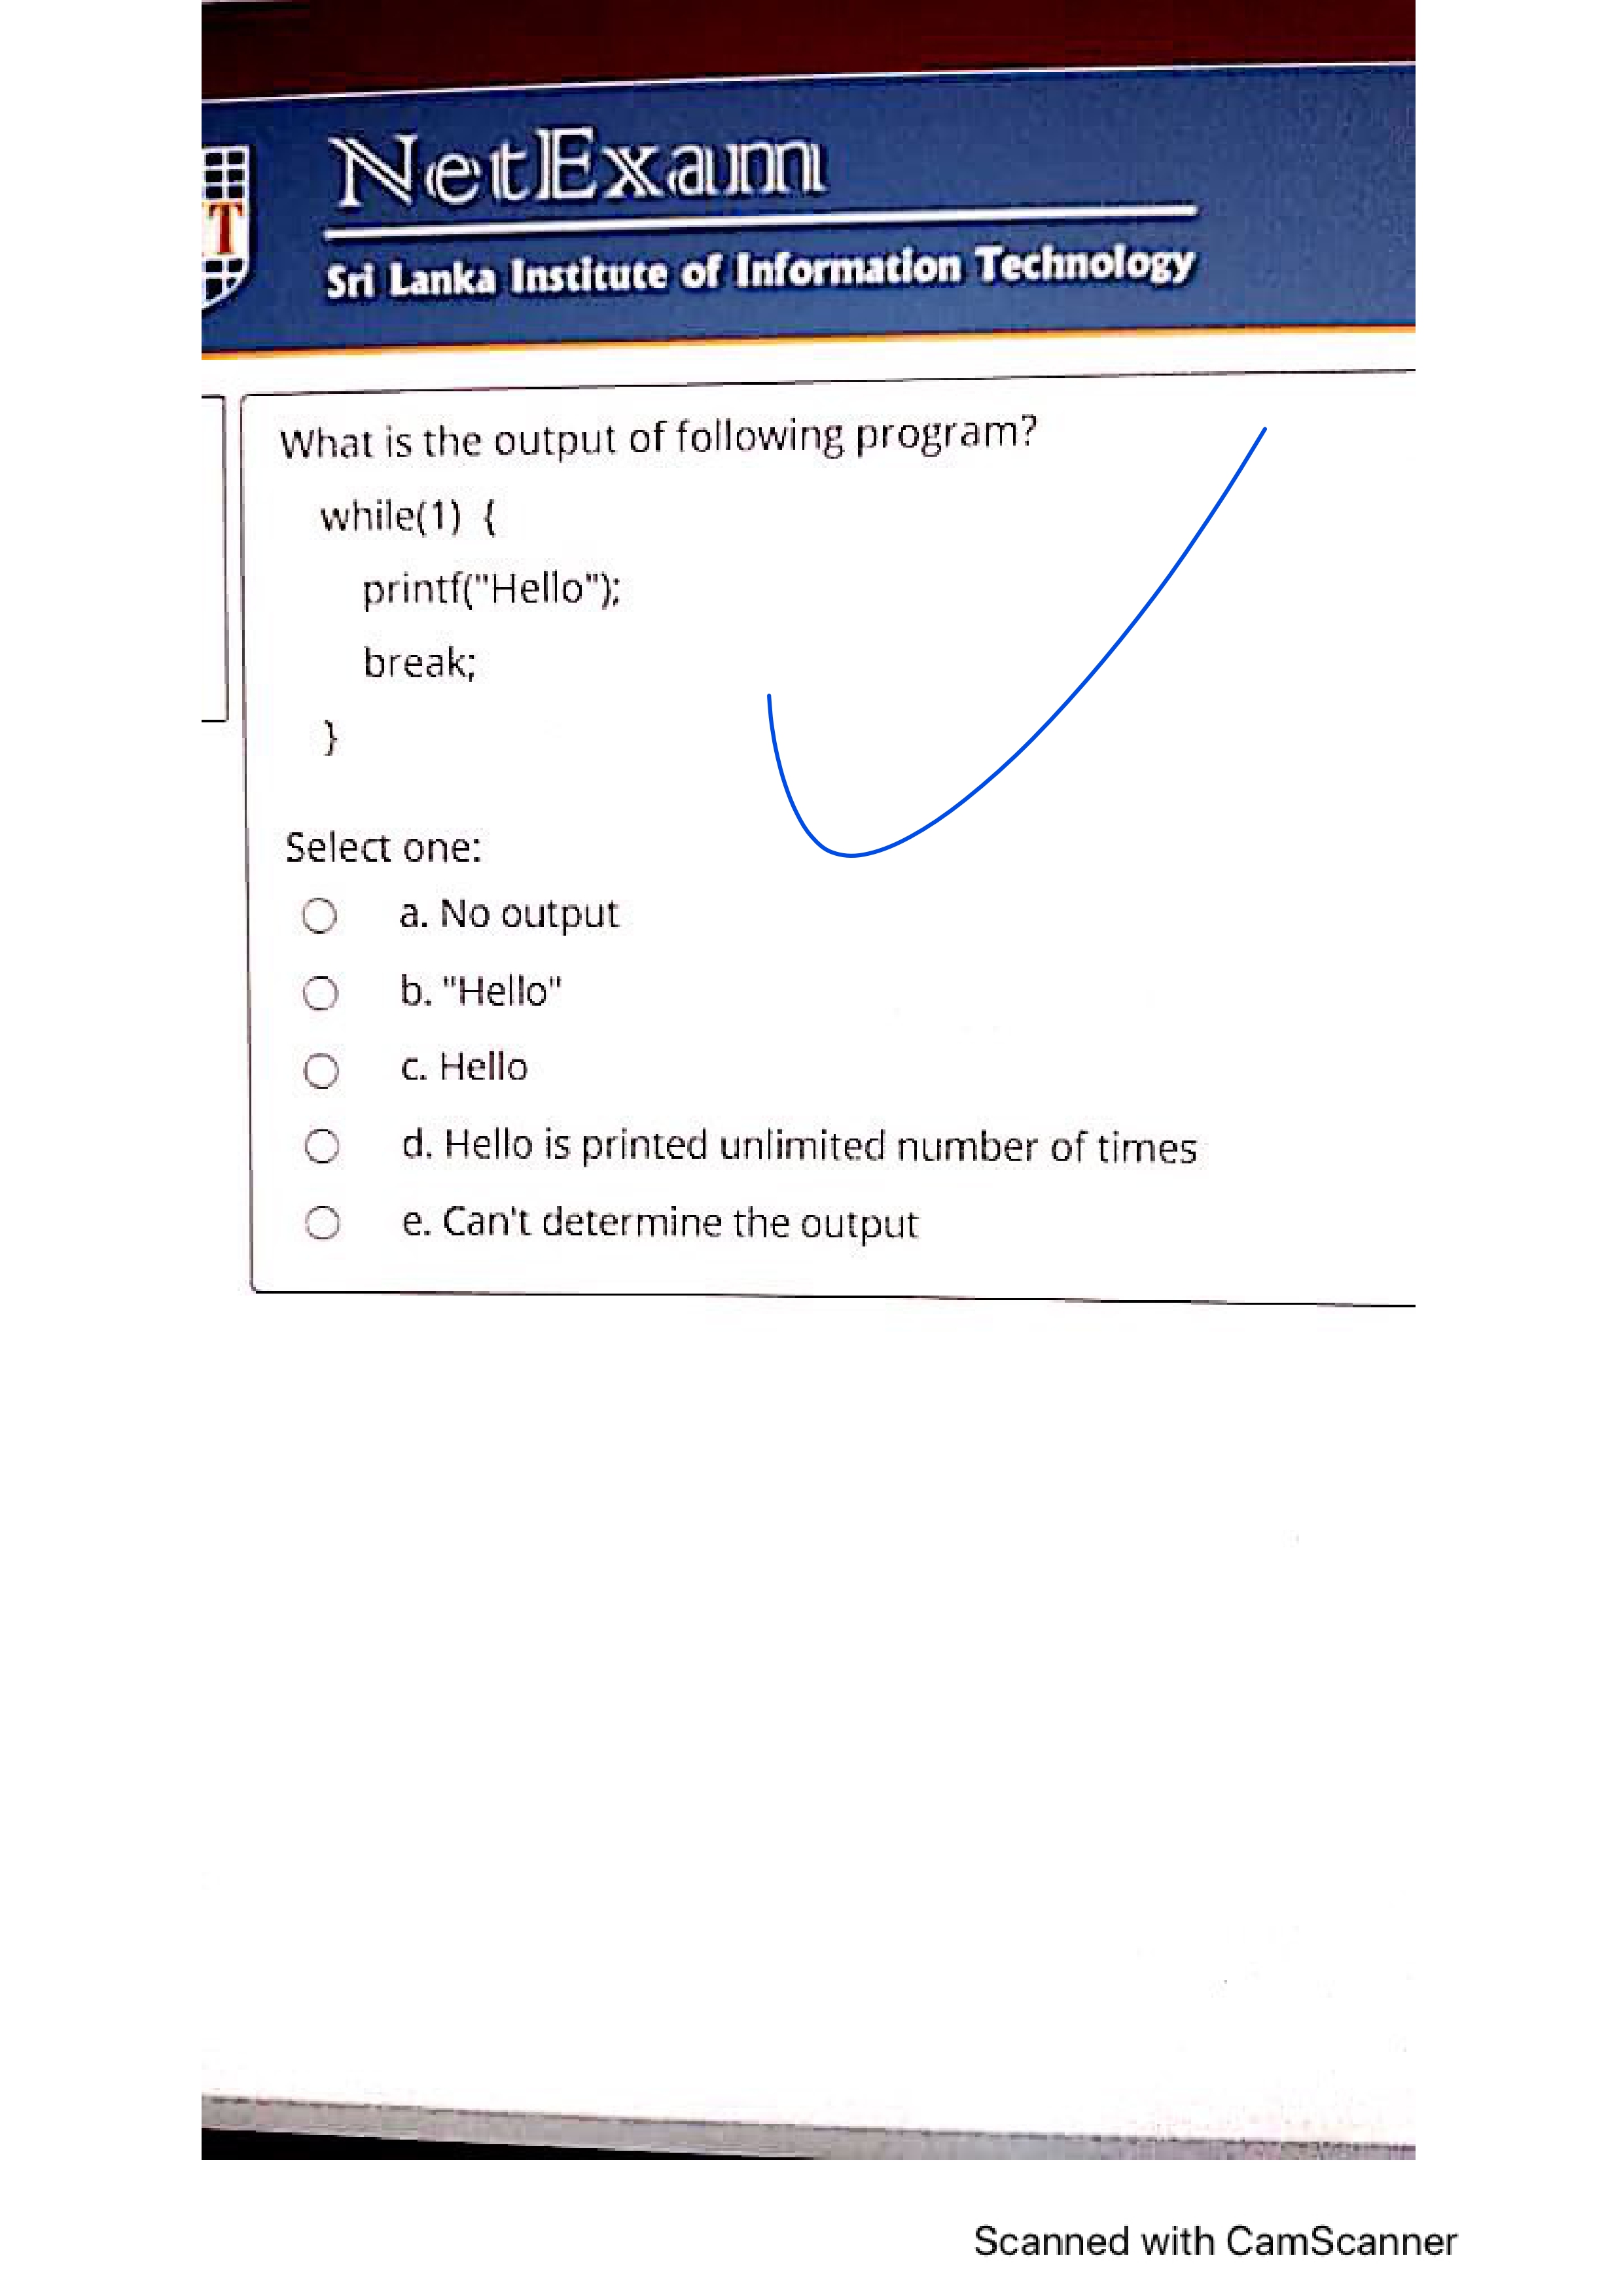 T
NetExam
Sri Lanka Institute of Information Technology
What is the output of following program?
while(1) {
printf("Hello");
break;
}
Select one:
a. No output
b. "Hello"
c. Hello
d. Hello is printed unlimited number of times
e. Can't determine the output
Scanned with CamScanner